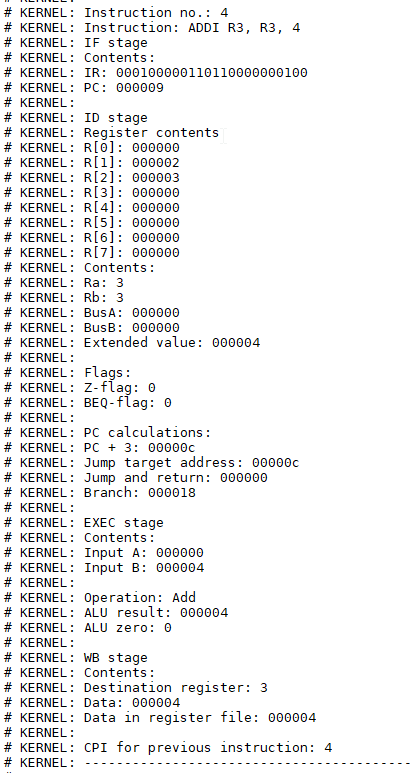 # KERNEL: Instruction no.: 4
# KERNEL: Instruction: ADDI R3, R3, 4
# KERNEL: IF stage
# KERNEL: Contents:
# KERNEL: IR: 000100000110110000000100
# KERNEL: PC: 000009
# KERNEL:
# KERNEL: ID stage
# KERNEL: Register contents
# KERNEL: R[0]: 000000
# KERNEL: R[1]: 000002
# KERNEL: R[2]: 000003
# KERNEL: R[3]: 000000
# KERNEL: R[4]: 000000
# KERNEL: R[5]: 000000
# KERNEL: R[6]: 000000
# KERNEL: R[7]: 000000
# KERNEL: Contents:
# KERNEL: Ra: 3
# KERNEL: Rb: 3
# KERNEL: BusA: 000000
# KERNEL: BusB: 000000
# KERNEL: Extended value: 000004
# KERNEL:
# KERNEL: Flags:
# KERNEL: Z-flag: 0
# KERNEL: BEQ-flag: 0
# KERNEL:
# KERNEL: PC calculations:
# KERNEL: PC + 3: 00000c
# KERNEL: Jump target address: 00000c
# KERNEL: Jump and return: 000000
# KERNEL: Branch: 000018
# KERNEL:
# KERNEL: EXEC stage
# KERNEL: Contents:
# KERNEL: Input A: 000000
# KERNEL: Input B: 000004
# KERNEL:
# KERNEL: Operation: Add
# KERNEL: ALU result: 000004
# KERNEL: ALU zero: 0
# KERNEL:
# KERNEL: WB stage
# KERNEL: Contents:
# KERNEL: Destination register: 3
# KERNEL: Data: 000004
# KERNEL: Data in register file: 000004
# KERNEL:
# KERNEL: CPI for previous instruction: 4
# KERNEL: -----------------------------------------